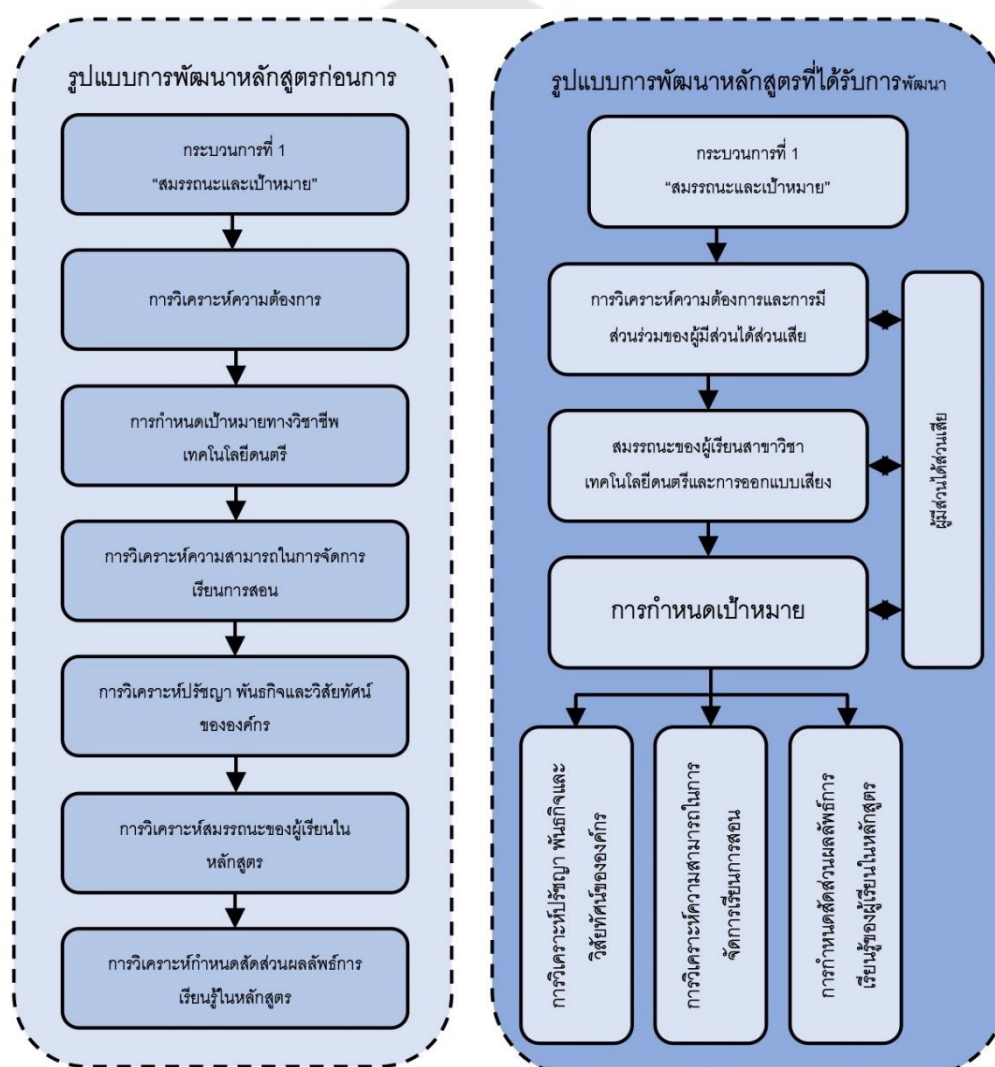 รูปแบบการพัฒนาหลักสูตรก่อนการ
กระบวนการที่ 1
“สมรรถนะและเป้าหมาย”
การวิเคราะห์ความต้องการ
การกำหนดเป้าหมายทางวิชาชีพ
เทคโนโลยีดนตรี
การวิเคราะห์ความสามารถในการจัดการ
เรียนการสอน
การวิเคราะห์ปรัชญา พันธกิจและวิสัยทัศน์
ขององค์กร
การวิเคราะห์สมรรถนะของผู้เรียนใน
หลักสูตร
การวิเคราะห์กำหนดสัดส่วนผลลัพธ์การ
เรียนรู้ในหลักสูตร
รูปแบบการพัฒนาหลักสูตรที่ได้รับการพัฒนา
กระบวนการที่ 1
“สมรรถนะและเป้าหมาย”
การวิเคราะห์ความต้องการและการมี
ส่วนร่วมของผู้มีส่วนได้ส่วนเสีย
สมรรถนะของผู้เรียนสาขาวิชา
เทคโนโลยีดนตรีและการออกแบบเสียง
การกำหนดเป้าหมาย
ผู้มีส่วนได้ส่วนเสีย
การวิเคราะห์ปรัชญา พันธกิจและ
วิสัยทัศน์ขององค์กร
การวิเคราะห์ความสามารถในการ
จัดการเรียนการสอน
การกำหนดสัดส่วนผลลัพธ์การ
เรียนรู้ของผู้เรียนในหลักสูตร